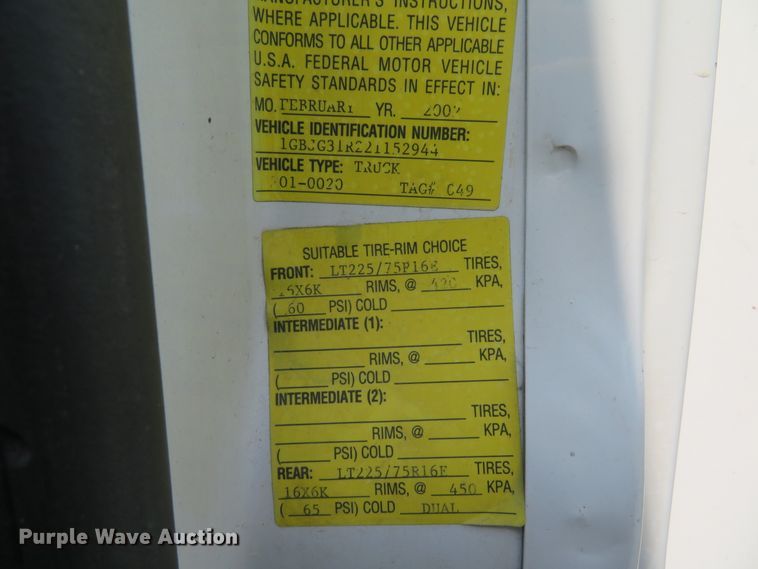 MANUFACTURER'S INSTRUCTIONS,
WHERE APPLICABLE. THIS VEHICLE
CONFORMS TO ALL OTHER APPLICABLE
U.S.A. FEDERAL MOTOR VEHICLE
SAFETY STANDARDS IN EFFECT IN:
MO. FEBRUARY YR.
VEHICLE IDENTIFICATION NUMBER:
VEHICLE TYPE: TRUCK
TAG# C49
SUITABLE TIRE-RIM CHOICE
FRONT: LT225/75R16E TIRES,
16X6K RIMS, @ KPA,
( 60 PSI) COLD
INTERMEDIATE (1):
TIRES,
RIMS, @ KPA,
( PSI) COLD
INTERMEDIATE (2):
TIRES,
RIMS, @ KPA,
( PSI) COLD
REAR: LT225/75R16E TIRES,
16X6K RIMS, @ 450 KPA,
( 65 PSI) COLD DUAL
Purple Wave Auction